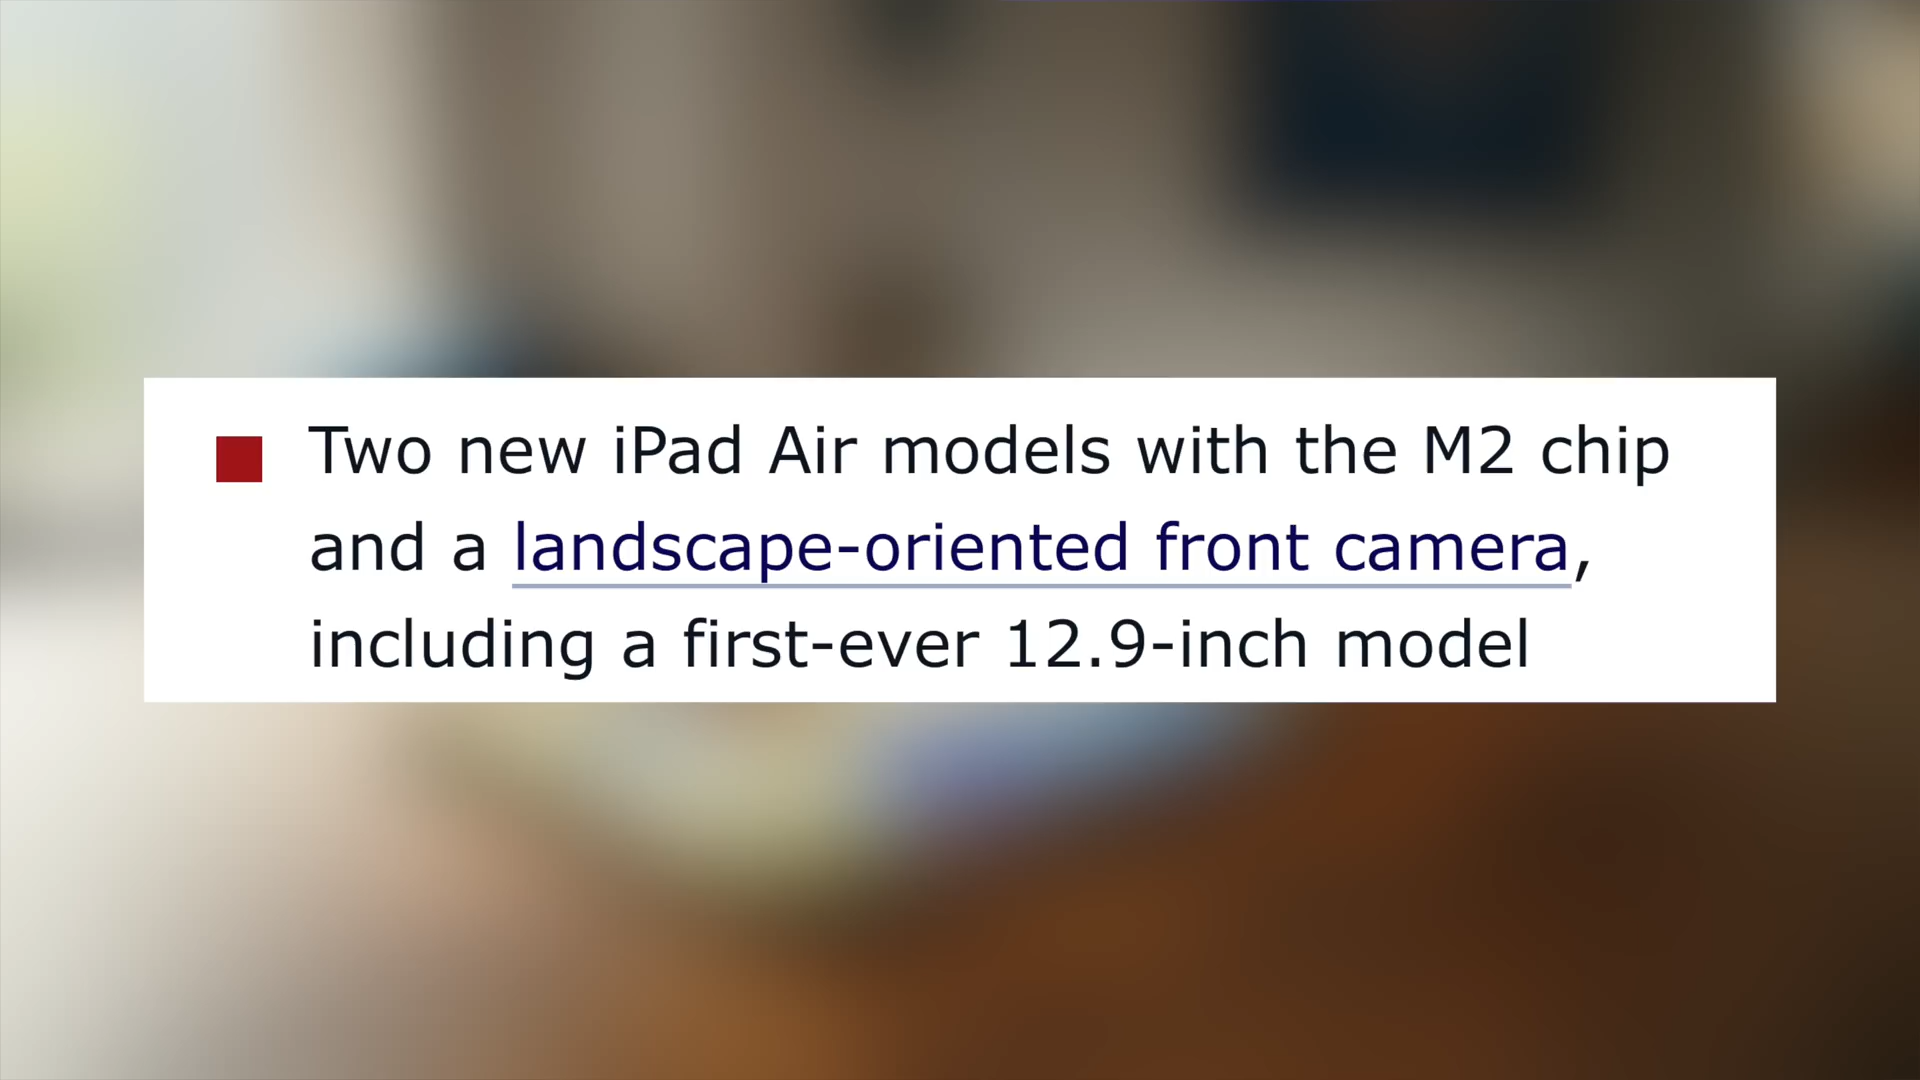 Two new iPad Air models with the M2 chip
and a landscape-oriented front camera,
including a first-ever 12.9-inch model